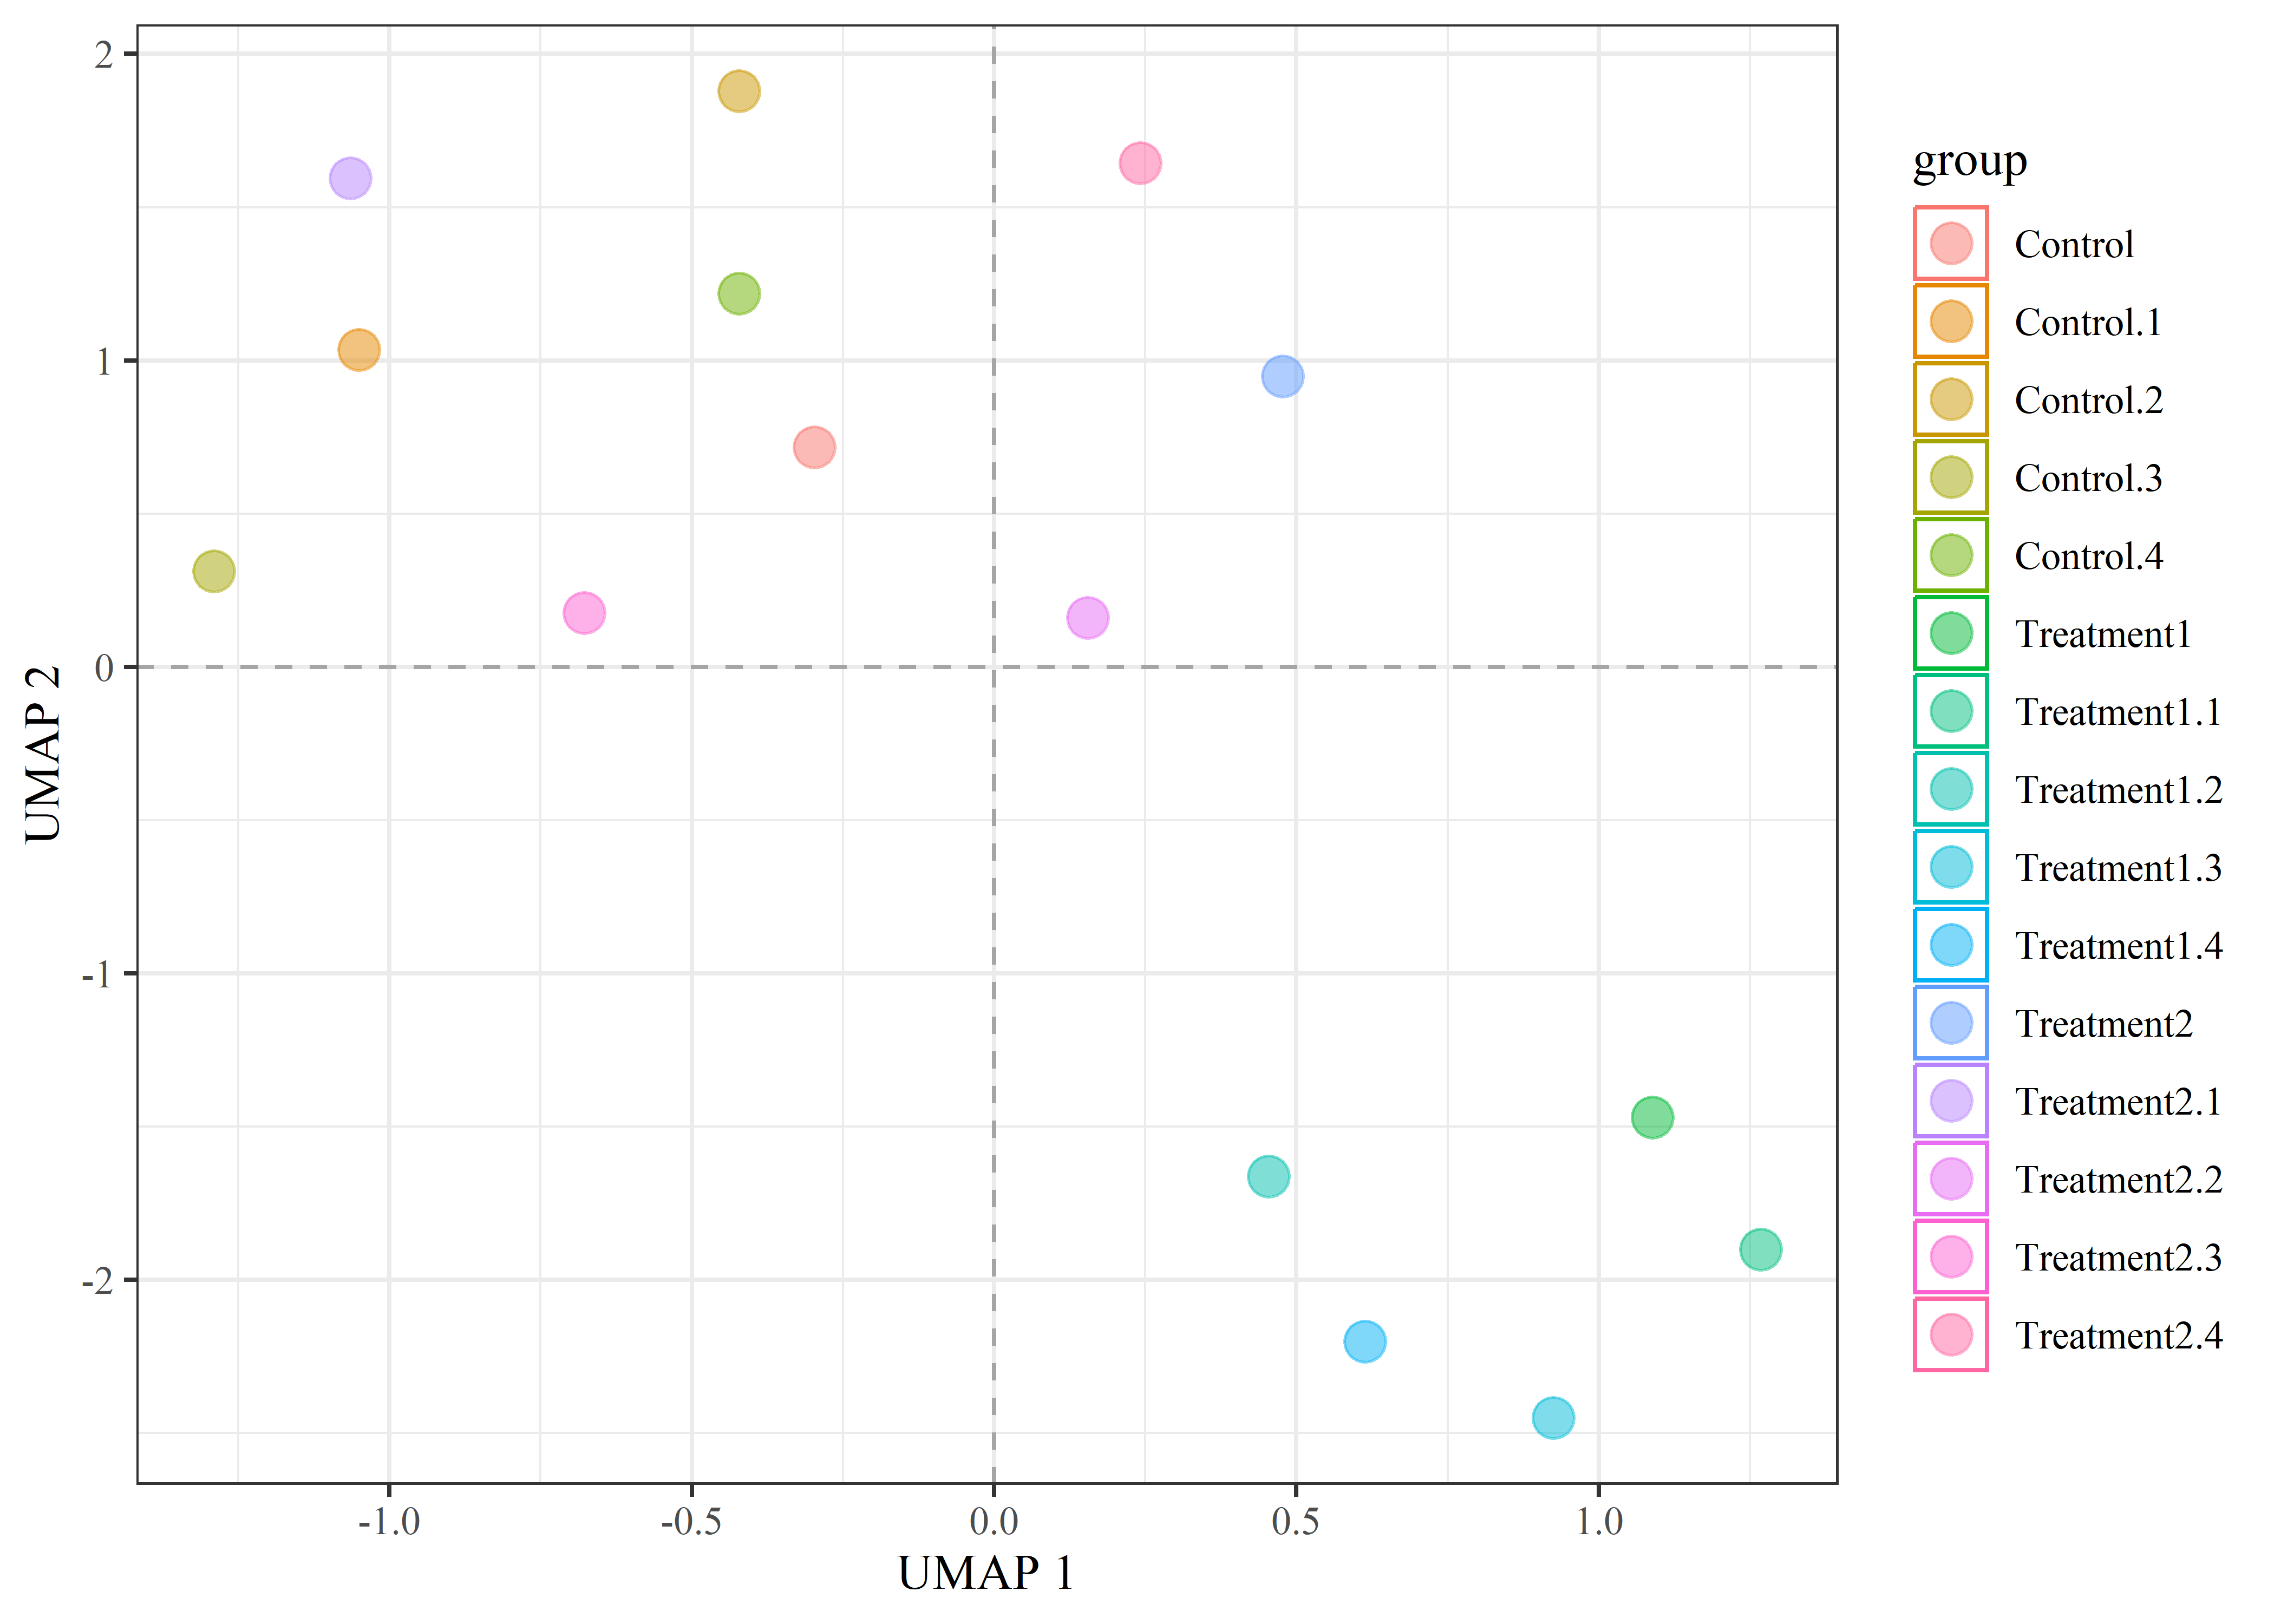 2
1
0
-1
-2
UMAP 2
-1.0
-0.5
0.0
0.5
1.0
UMAP 1
group
Control
Control.1
Control.2
Control.3
Control.4
Treatment1
Treatment1.1
Treatment1.2
Treatment1.3
Treatment1.4
Treatment2
Treatment2.1
Treatment2.2
Treatment2.3
Treatment2.4